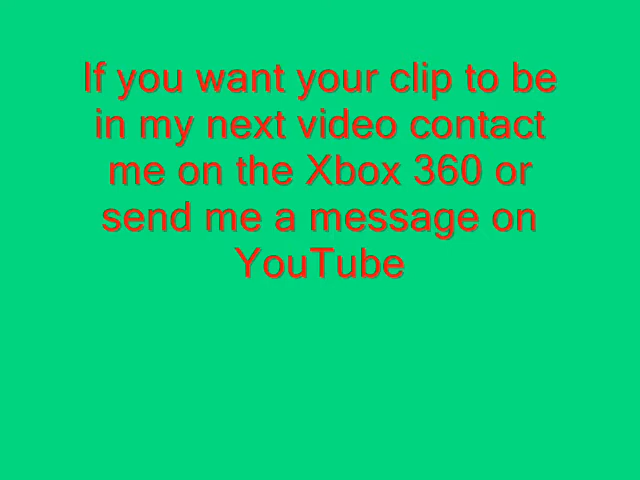 If you want your clip to be
in my next video contact
me on the Xbox 360 or
send me a message on
YouTube